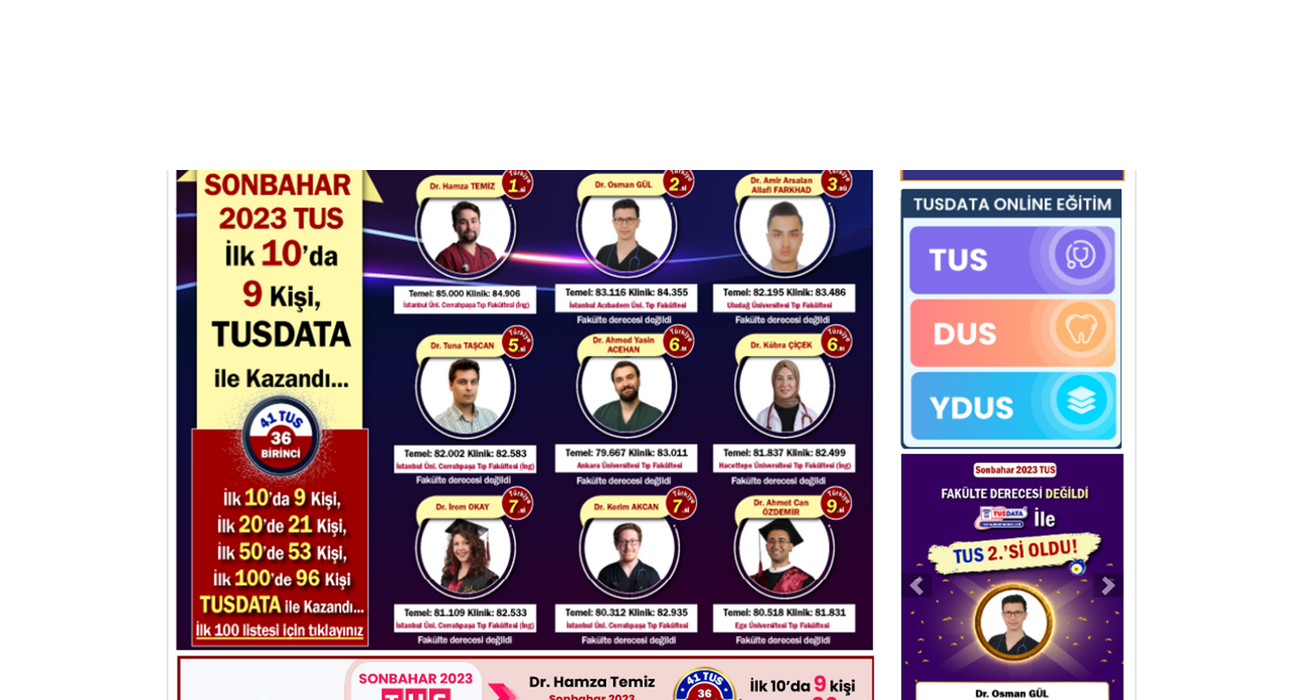 SONBAHAR
2023 TUS
İlk 10'da
9 Kişi,
TUSDATA
ile Kazandı...
41 TUS
36
BİRİNCİ
İlk 10'da 9 Kişi,
İlk 20'de 21 Kişi,
İlk 50'de 53 Kişi,
İlk 100'de 96 Kişi
TUSDATA ile Kazandı...
İlk 100 listesi için tıklayınız
Dr. Hamza TEMİZ
Türkiye
1.si
Temel: 85.000 Klinik: 84.906
İstanbul Üni. Cerrahpaşa Tıp Fakültesi (İng)
Dr. Osman GÜL
Türkiye
2.si
Temel: 83.116 Klinik: 84.355
İstanbul Acıbadem Üni. Tıp Fakültesi
Fakülte derecesi değildi
Dr. Amir Arsalan
Allafi FARKHAD
Türkiye
3.sü
Temel: 82.195 Klinik: 83.486
Uludağ Üniversitesi Tıp Fakültesi
Fakülte derecesi değildi
Dr. Tuna TAŞCAN
Türkiye
5.si
Temel: 82.002 Klinik: 82.583
İstanbul Üni. Cerrahpaşa Tıp Fakültesi (İng)
Fakülte derecesi değildi
Dr. Ahmed Yasin
ACEHAN
Türkiye
6.sı
Temel: 79.667 Klinik: 83.011
Ankara Üniversitesi Tıp Fakültesi
Fakülte derecesi değildi
Dr. Kübra ÇİÇEK
Türkiye
6.sı
Temel: 81.837 Klinik: 82.499
Hacettepe Üniversitesi Tıp Fakültesi (İng)
Fakülte derecesi değildi
Dr. İrem OKAY
Türkiye
7.si
Temel: 81.109 Klinik: 82.533
İstanbul Üni. Cerrahpaşa Tıp Fakültesi (İng)
Fakülte derecesi değildi
Dr. Kerim AKCAN
Türkiye
7.si
Temel: 80.312 Klinik: 82.935
İstanbul Üni. Cerrahpaşa Tıp Fakültesi
Fakülte derecesi değildi
Dr. Ahmet Can
ÖZDEMİR
Türkiye
9.su
Temel: 80.518 Klinik: 81.831
Ege Üniversitesi Tıp Fakültesi
Fakülte derecesi değildi
SONBAHAR 2023
TUS
Dr. Hamza Temiz
Sonbahar 2023
41 TUS
36
İlk 10'da 9 kişi
TUSDATA ONLİNE EĞİTİM
TUS
DUS
YDUS
Sonbahar 2023 TUS
FAKÜLTE DERECESİ DEĞİLDİ
TUSDATA İle
TUS 2.'Sİ OLDU!
Dr. Osman GÜL